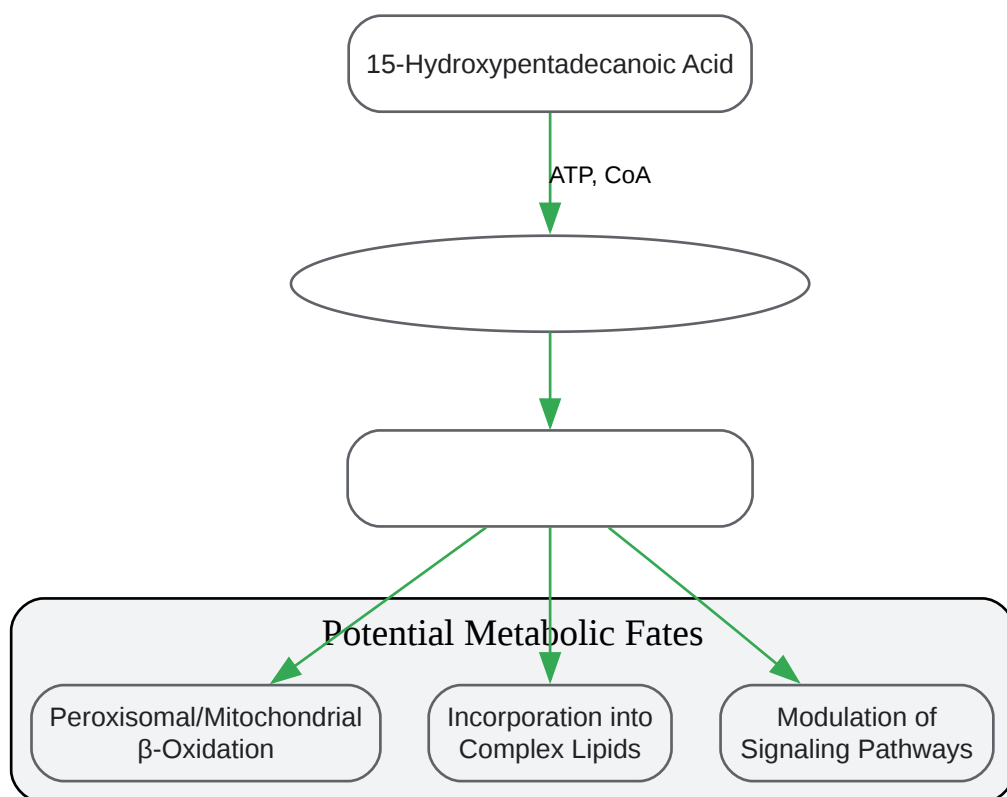 15-Hydroxypentadecanoic Acid
ATP, CoA
Potential Metabolic Fates
Peroxisomal/Mitochondrial
β-Oxidation
Incorporation into
Complex Lipids
Modulation of
Signaling Pathways